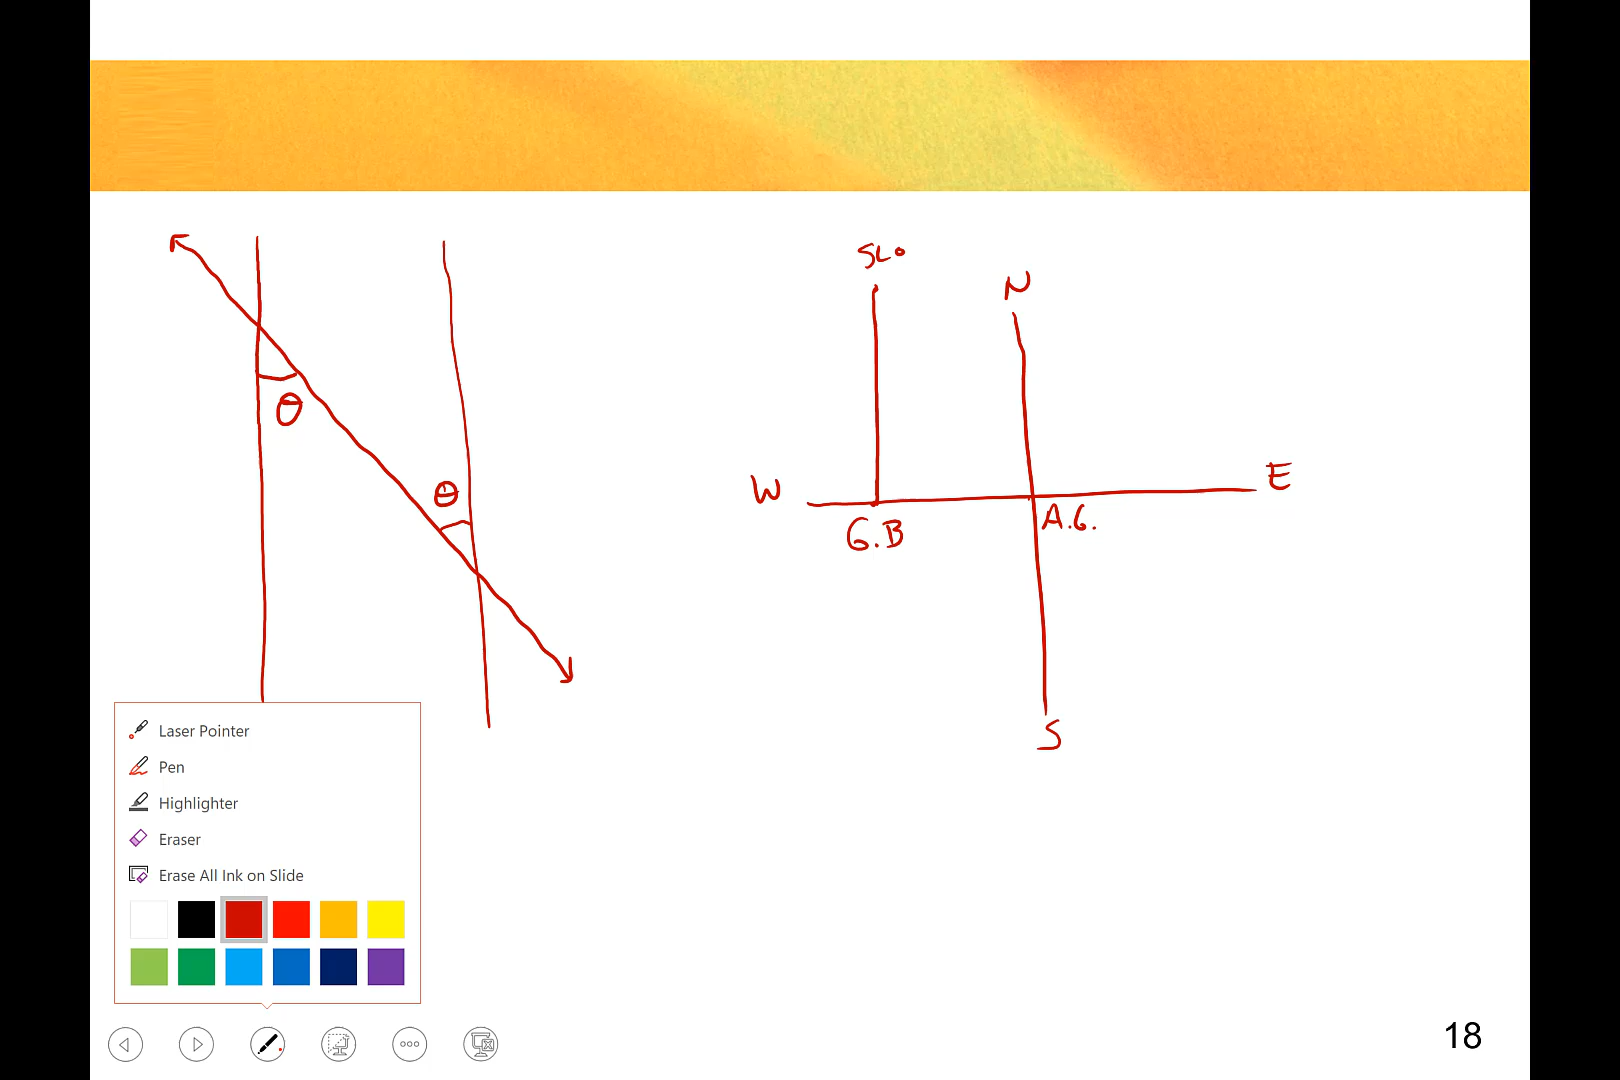 SLO
N
W
E
G.B
A.G.
S
θ
θ
Laser Pointer
Pen
Highlighter
Eraser
Erase All Ink on Slide
18